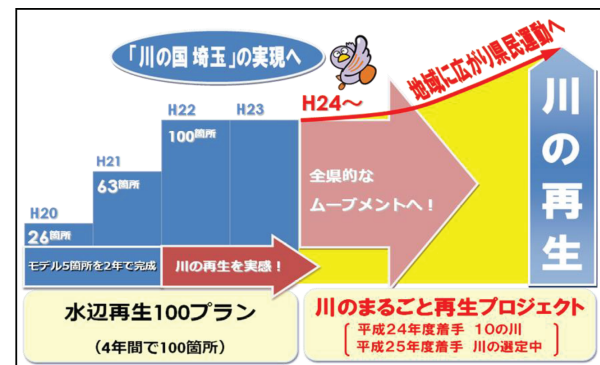 「川の国 埼玉」の実現へ
地域に広がり県民運動へ
H24〜
H22
H23
100箇所
H21
63箇所
H20
26箇所
全県的な
ムーブメントへ！
川の再生
モデル5箇所を2年で完成
川の再生を実感！
水辺再生100プラン
(4年間で100箇所)
川のまるごと再生プロジェクト
平成24年度着手 10の川
平成25年度着手 川の選定中